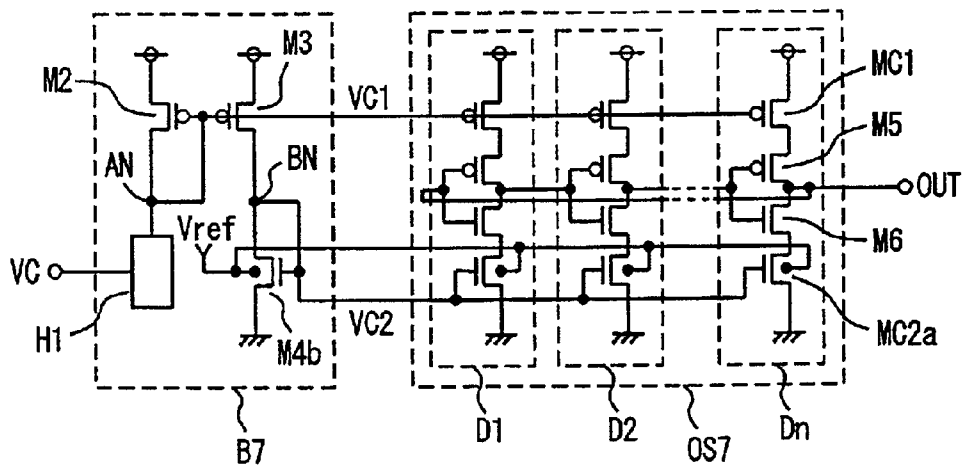 M3
M2
VC1
MC1
M5
AN
BN
OUT
Vref
M6
VC
VC2
H1
M4b
MC2a
D1
D2
Dn
B7
OS7